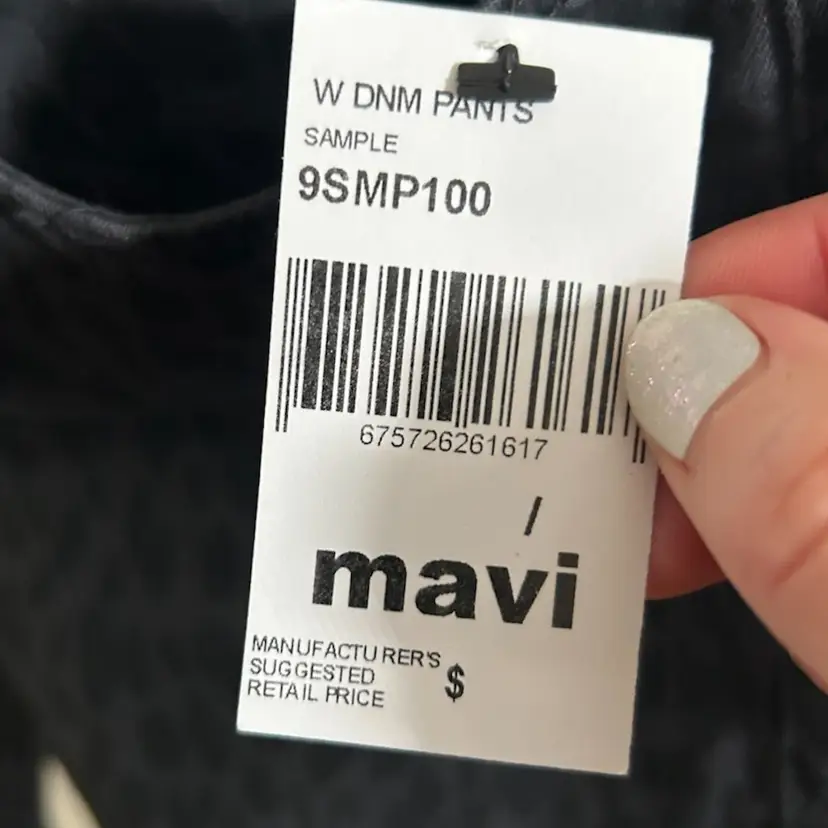 W DNM PANTS
SAMPLE
9SMP100
675726261617
/
mavi
MANUFACTU RER'S
SUGGESTED
RETAIL PRICE
$